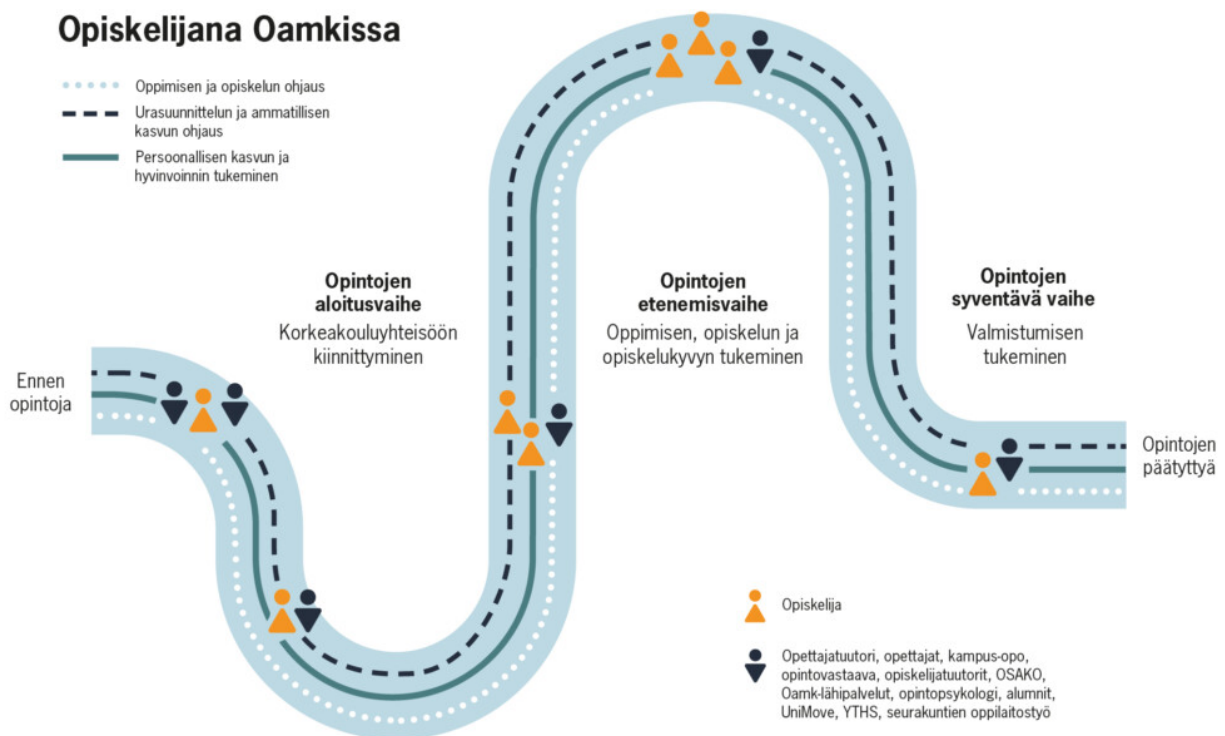 Opiskelijana Oamkissa
Oppimisen ja opiskelun ohjaus
Urasuunnittelun ja ammatillisen
kasvun ohjaus
Persoonallisen kasvun ja
hyvinvoinnin tukeminen
Ennen
opintoja
Opintojen
aloitusvaihe
Korkeakouluyhteisöön
kiinnittyminen
Opintojen
etenemisvaihe
Oppimisen, opiskelun ja
opiskelukyvyn tukeminen
Opintojen
syventävä vaihe
Valmistumisen
tukeminen
Opintojen
päätyttyä
Opiskelija
Opettajatuutori, opettajat, kampus-opo,
opintovastaava, opiskelijatuutorit, OSAKO,
Oamk-lähipalvelut, opintopsykologi, alumnit,
UniMove, YTHS, seurakuntien oppilaitostyö